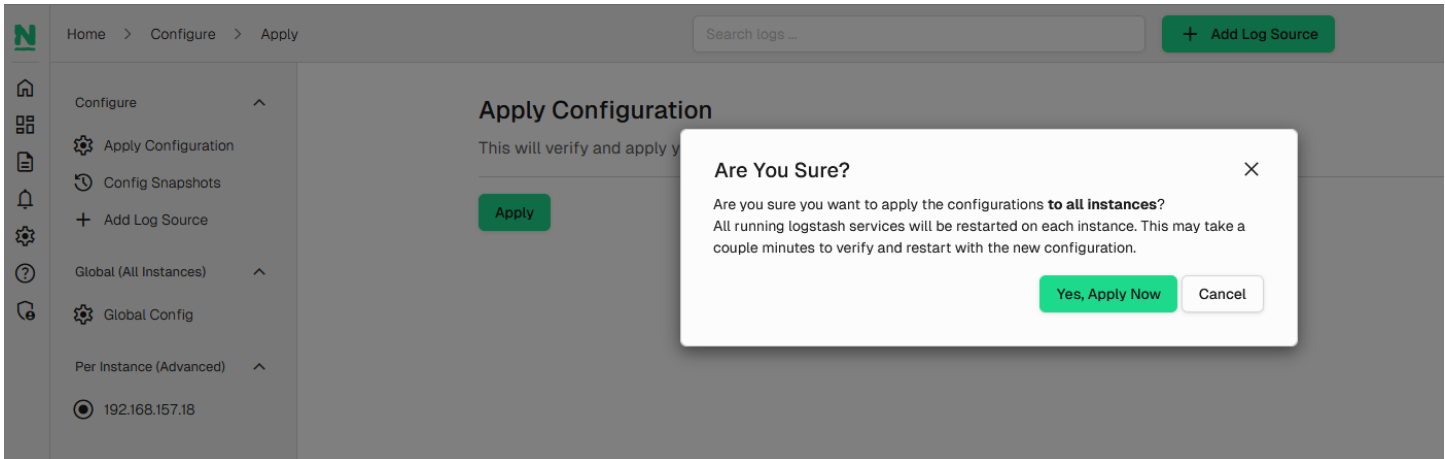 N
Home > Configure > Apply
Search logs ...
+ Add Log Source
Configure
Apply Configuration
Config Snapshots
+ Add Log Source
Global (All Instances)
Global Config
Per Instance (Advanced)
192.168.157.18
Apply Configuration
This will verify and apply y
Apply
Are You Sure?
Are you sure you want to apply the configurations to all instances?
All running logstash services will be restarted on each instance. This may take a
couple minutes to verify and restart with the new configuration.
Yes, Apply Now
Cancel